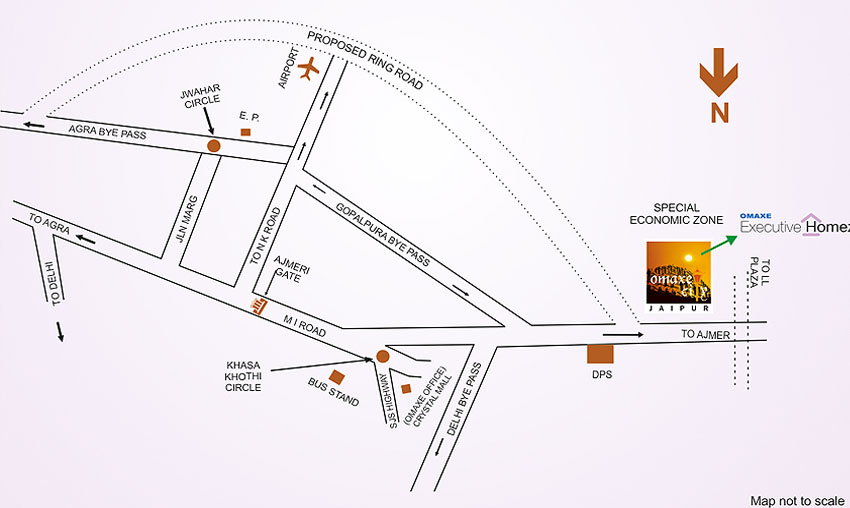 PROPOSED RING ROAD
AIRPORT
N
JWAHAR
CIRCLE
E. P.
AGRA BYE PASS
TO AGRA
JLN MARG
TO N K ROAD
GOPALPURA BYE PASS
SPECIAL
ECONOMIC ZONE
OMAXE
Executive Homez
omaxe
city
JAIPUR
TO I.L
PLAZA
TO DELHI
AJMERI
GATE
M I ROAD
TO AJMER
KHASA
KHOTHI
CIRCLE
BUS STAND
S'S HIGHWAY
(OMAXE OFFICE)
CRYSTAL MALL
DELHI BYE PASS
DPS
Map not to scale